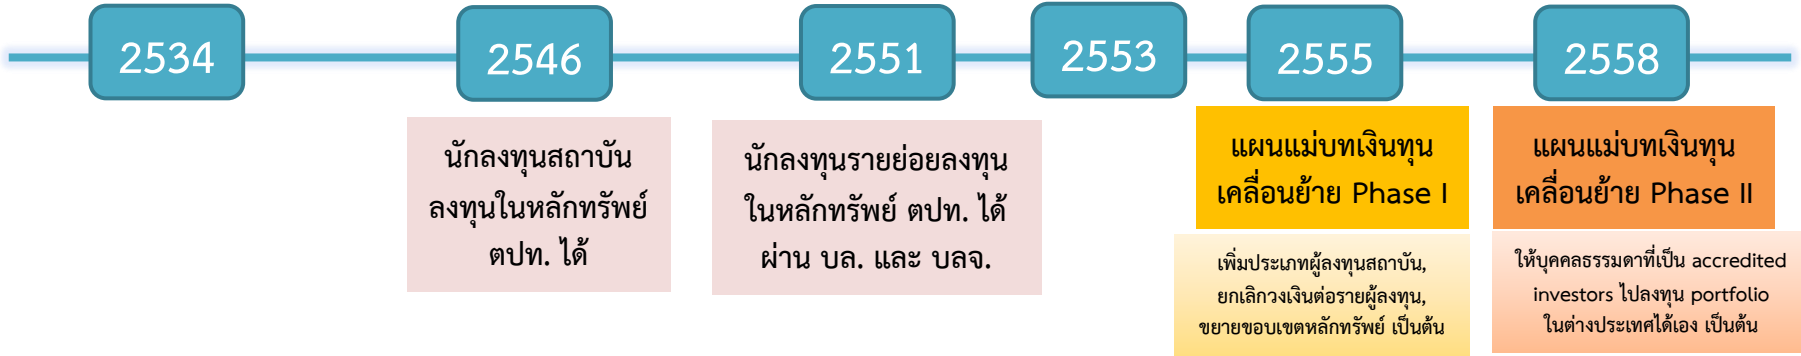 2534
2546
2551
2553
2555
2558
นักลงทุนสถาบัน
ลงทุนในหลักทรัพย์
ตปท. ได้
นักลงทุนรายย่อยลงทุน
ในหลักทรัพย์ ตปท. ได้
ผ่าน บล. และ บลจ.
แผนแม่บทเงินทุน
เคลื่อนย้าย Phase I
เพิ่มประเภทผู้ลงทุนสถาบัน,
ยกเลิกวงเงินต่อรายผู้ลงทุน,
ขยายขอบเขตหลักทรัพย์ เป็นต้น
แผนแม่บทเงินทุน
เคลื่อนย้าย Phase II
ให้บุคคลธรรมดาที่เป็น accredited
investors ไปลงทุน portfolio
ในต่างประเทศได้เอง เป็นต้น